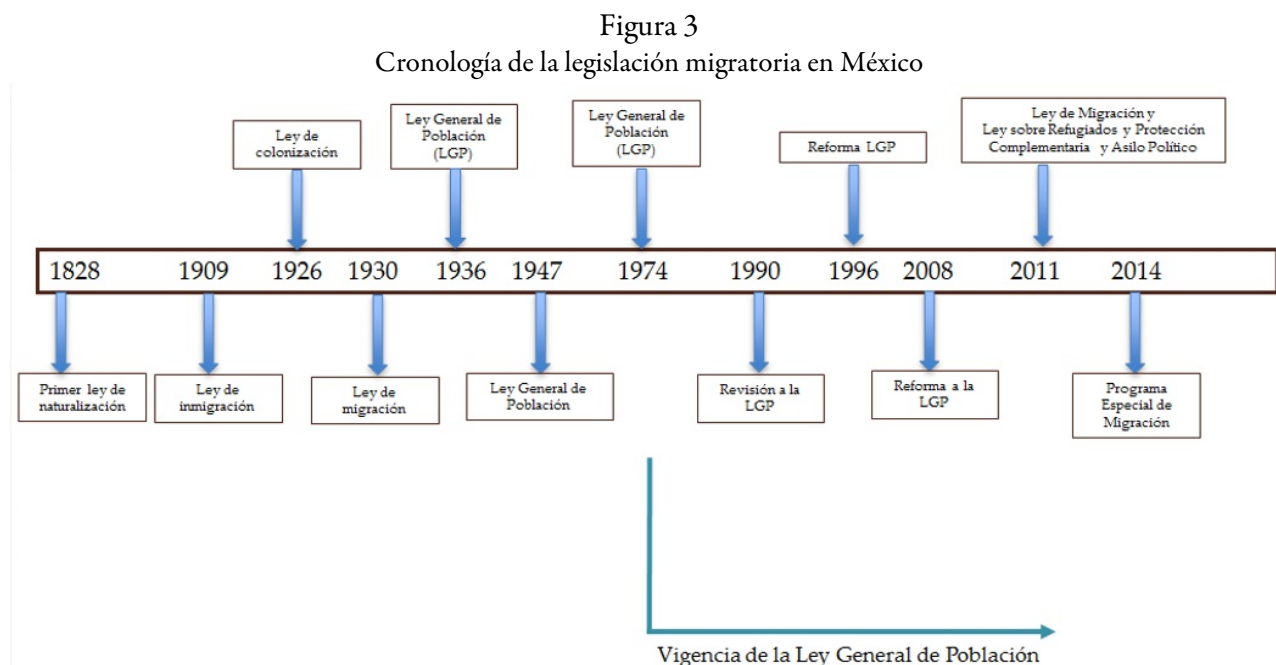 Figura 3
Cronología de la legislación migratoria en México
Ley de
colonización
Ley General de
Población
(LGP)
Ley General de
Población
(LGP)
Reforma LGP
Ley de Migración y
Ley sobre Refugiados y Protección
Complementaria y Asilo Político
1828 1909 1926 1930 1936 1947 1974 1990 1996 2008 2011 2014
Primer ley de
naturalización
Ley de
inmigración
Ley de
migración
Ley General de
Población
Revisión a la
LGP
Reforma a la
LGP
Programa
Especial de
Migración
Vigencia de la Ley General de Población